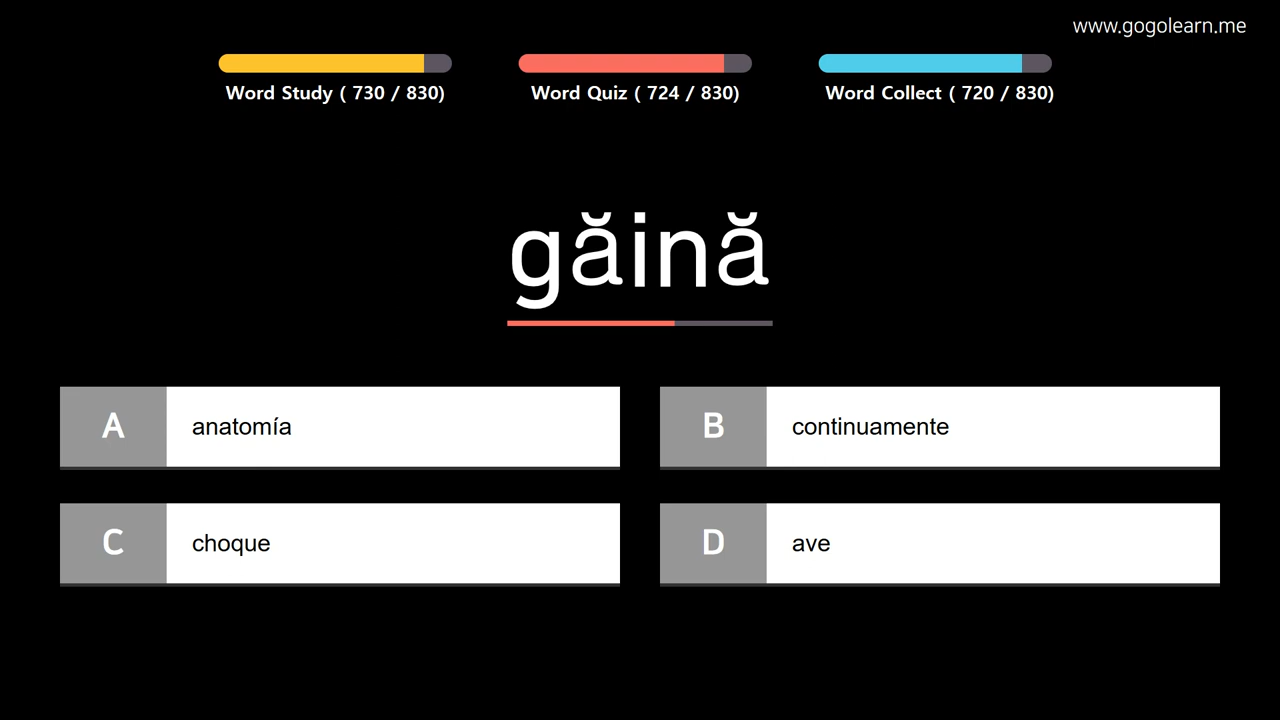 www.gogolearn.me
Word Study ( 730 / 830)
Word Quiz ( 724 / 830)
Word Collect ( 720 / 830)
găină
A anatomía
B continuamente
C choque
D ave